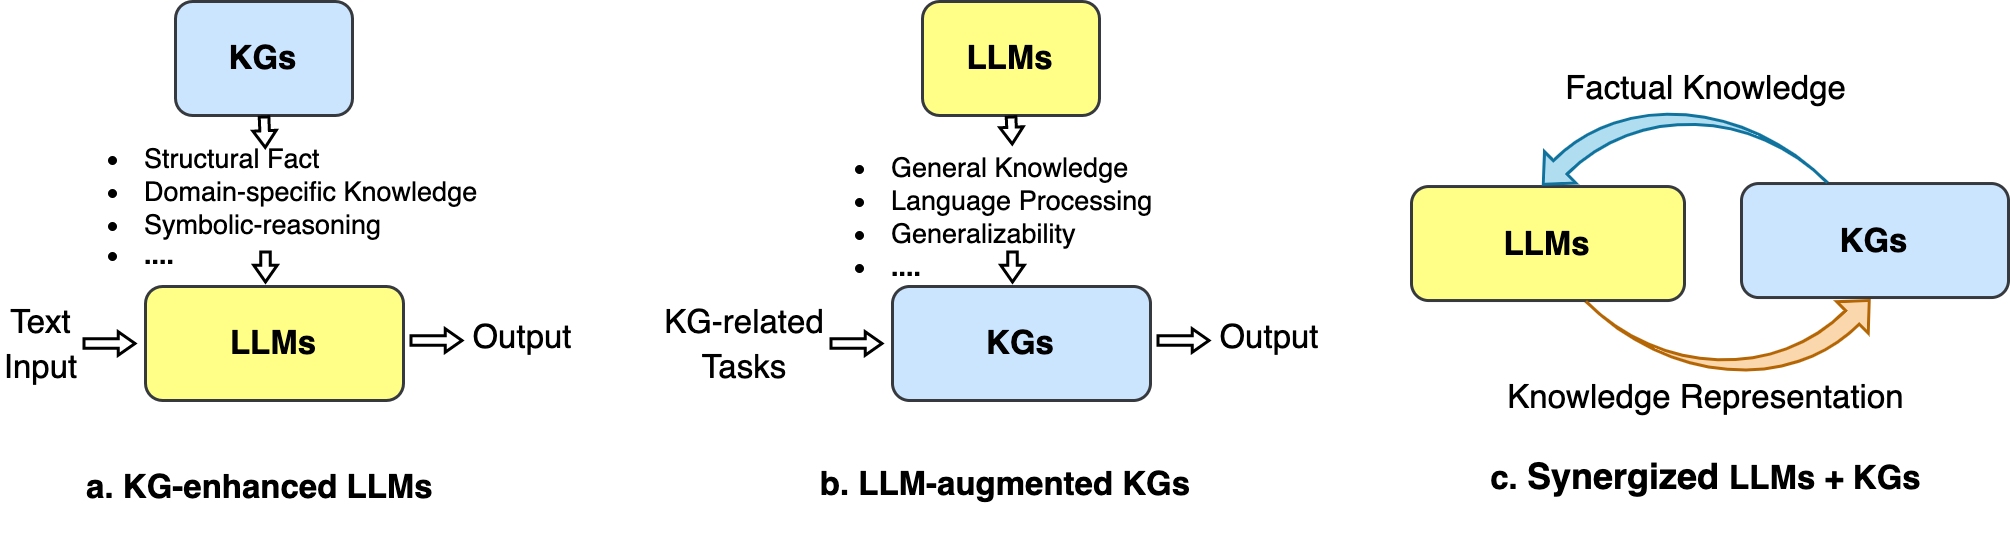 KGs
• Structural Fact
• Domain-specific Knowledge
• Symbolic-reasoning
• ....
Text
Input
LLMs
Output
a. KG-enhanced LLMs
LLMs
• General Knowledge
• Language Processing
• Generalizability
• ....
KG-related
Tasks
KGs
Output
b. LLM-augmented KGs
Factual Knowledge
LLMs
KGs
Knowledge Representation
c. Synergized LLMs + KGs